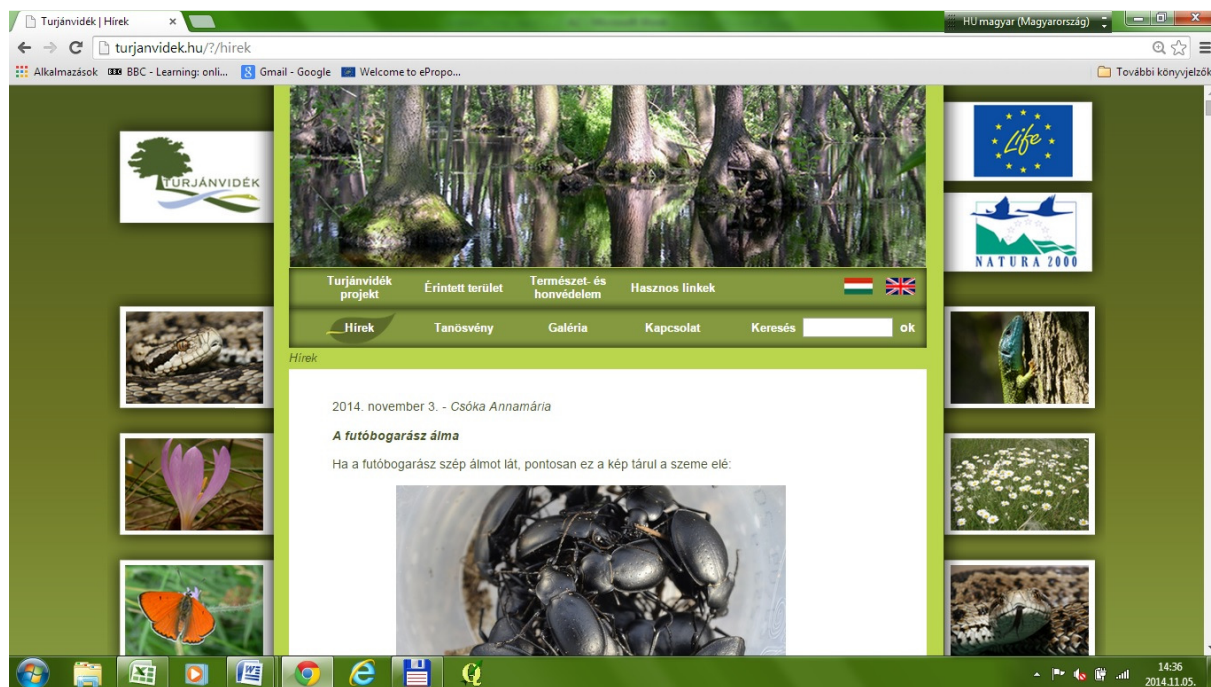 Turjánvidék | Hírek
HU magyar (Magyarország)
turjanvidek.hu/?/hirek
Alkalmazások
BBC - Learning: onli...
Gmail - Google
Welcome to ePropo...
További könyvjelzők
TURJÁNVIDÉK
Life
NATURA 2000
Turjánvidék projekt
Érintett terület
Természet- és honvédelem
Hasznos linkek
Hírek
Tanösvény
Galéria
Kapcsolat
Keresés
ok
Hírek
2014. november 3. - Csóka Annamária
A futóbogarász álma
Ha a futóbogarász szép álmot lát, pontosan ez a kép tárul a szeme elé:
14:36
2014.11.05.